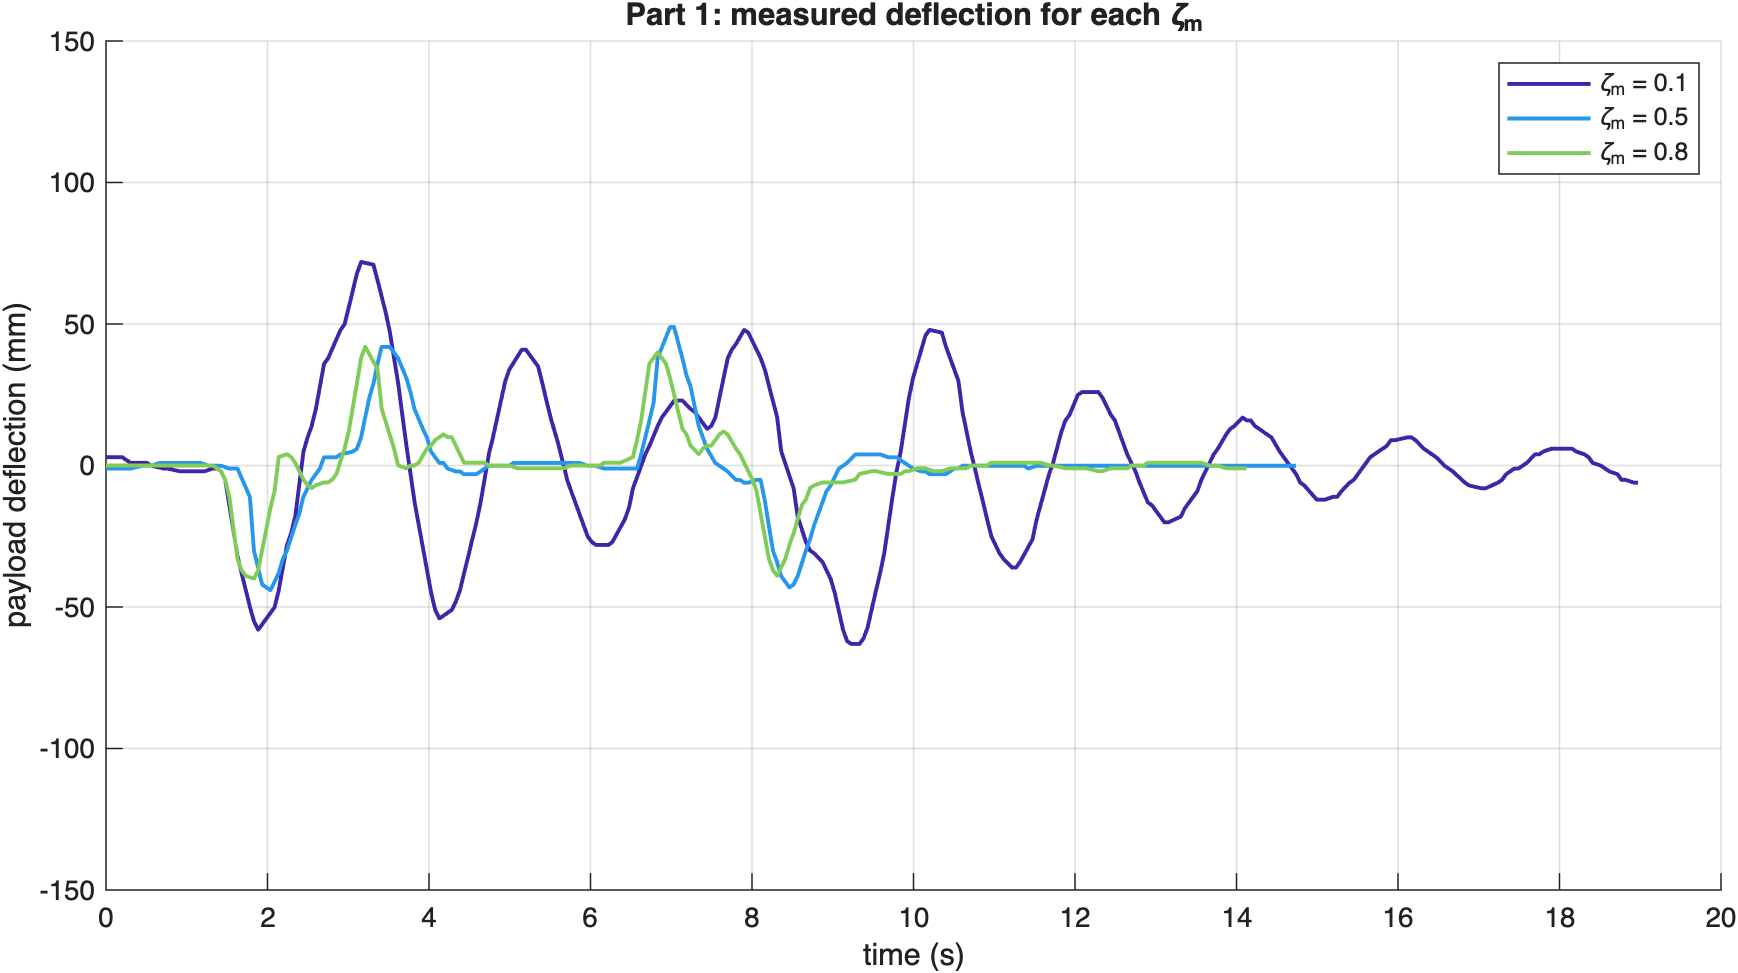 Part 1: measured deflection for each ζm
150
100
50
0
-50
-100
-150
payload deflection (mm)
ζm = 0.1
ζm = 0.5
ζm = 0.8
0 2 4 6 8 10 12 14 16 18 20
time (s)